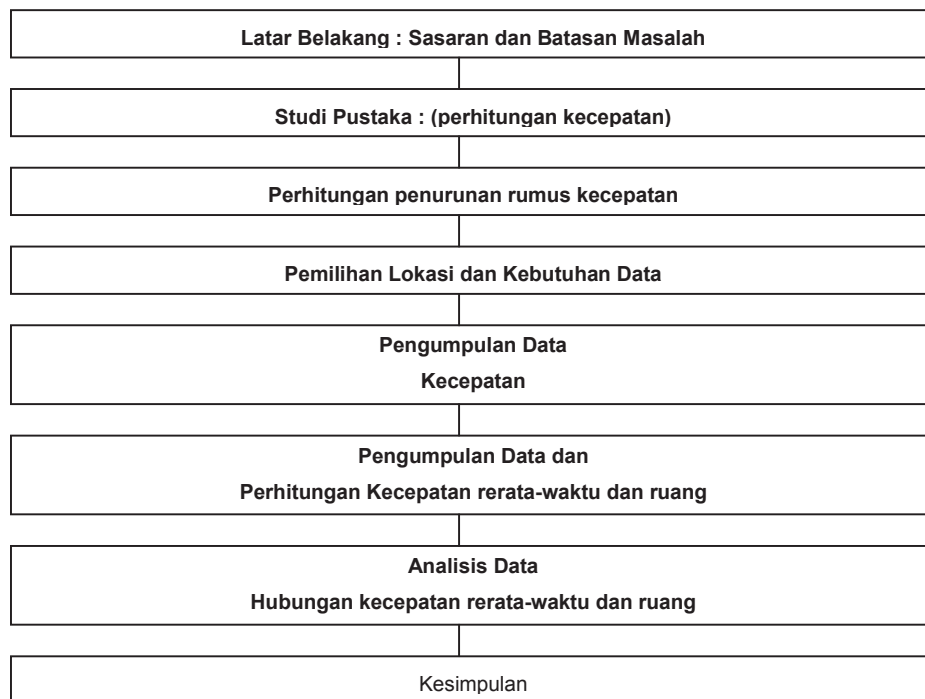 Latar Belakang : Sasaran dan Batasan Masalah
Studi Pustaka : (perhitungan kecepatan)
Perhitungan penurunan rumus kecepatan
Pemilihan Lokasi dan Kebutuhan Data
Pengumpulan Data
Kecepatan
Pengumpulan Data dan
Perhitungan Kecepatan rerata-waktu dan ruang
Analisis Data
Hubungan kecepatan rerata-waktu dan ruang
Kesimpulan